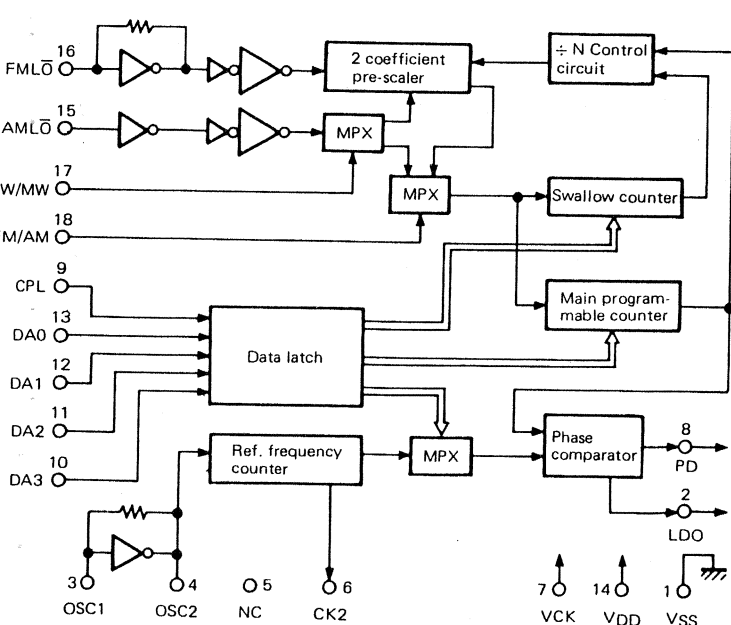 16
FMLO̅
2 coefficient
pre-scaler
÷ N Control
circuit
15
AMLO̅
MPX
17
W/MW
MPX
Swallow counter
18
M/AM
9
CPL
13
DA0
12
DA1
11
DA2
10
DA3
Data latch
Main program-
mable counter
Ref. frequency
counter
MPX
Phase
comparator
8
PD
2
LDO
3
OSC1
4
OSC2
5
NC
6
CK2
7
VCK
14
VDD
1
VSS